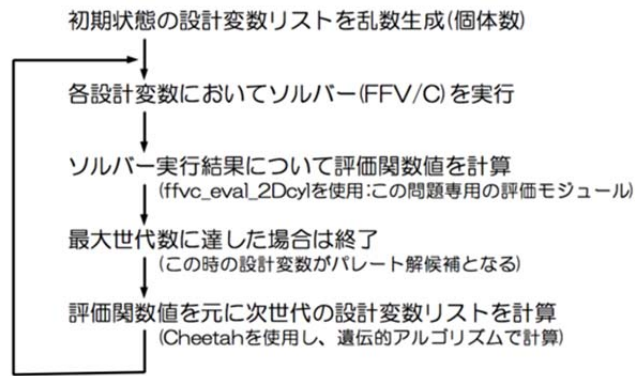 初期状態の設計変数リストを乱数生成(個体数)
各設計変数においてソルバー(FFV/C)を実行
ソルバー実行結果について評価関数値を計算
(ffvc_eval_2Dcylを使用:この問題専用の評価モジュール)
最大世代数に達した場合は終了
(この時の設計変数がパレート解候補となる)
評価関数値を元に次世代の設計変数リストを計算
(Cheetahを使用し、遺伝的アルゴリズムで計算)